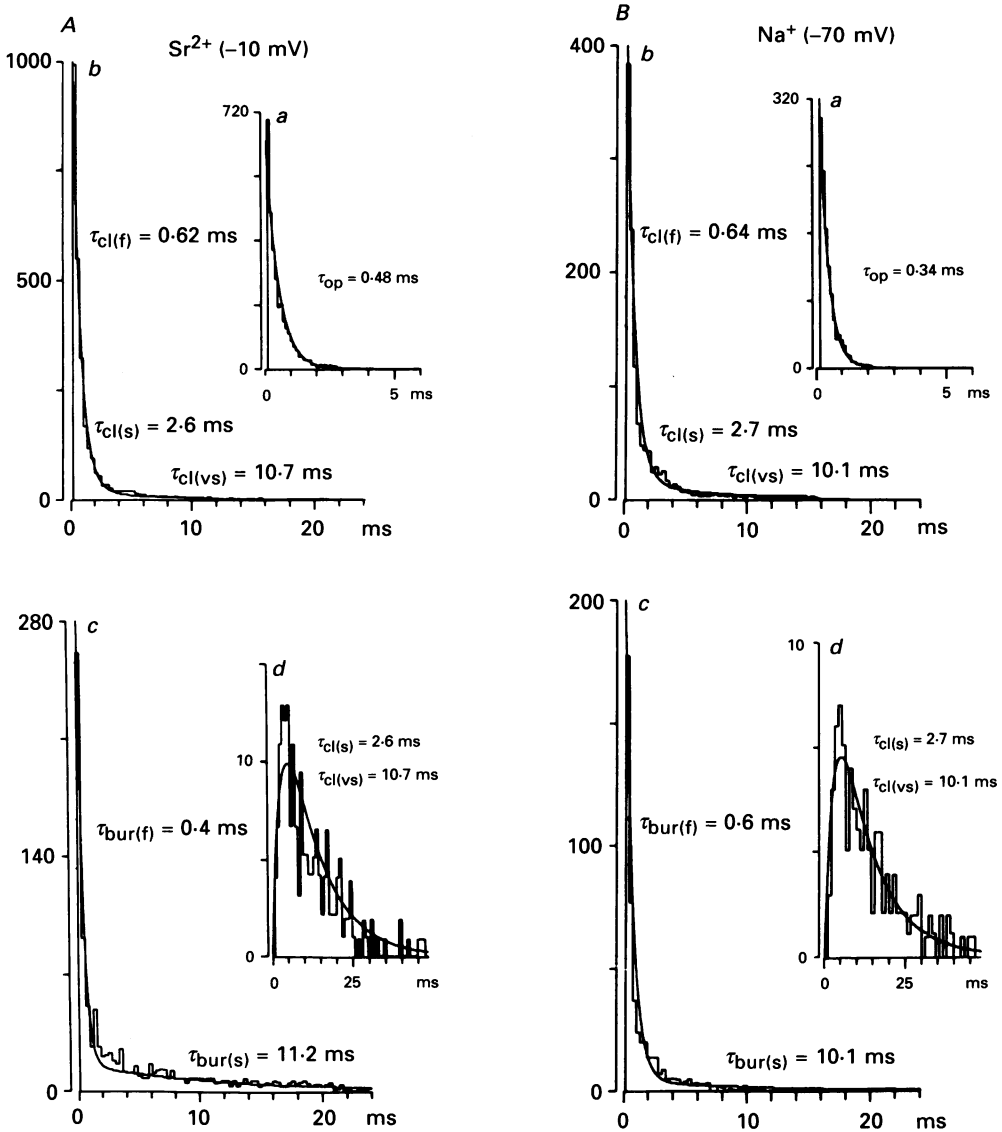 A
Sr2+ (–10 mV)
1000
b
500
0
τcl(f) = 0·62 ms
τcl(s) = 2·6 ms
τcl(vs) = 10·7 ms
0
10
20
ms
720
a
0
τop = 0·48 ms
0
5
ms
B
Na+ (–70 mV)
400
b
200
0
τcl(f) = 0·64 ms
τcl(s) = 2·7 ms
τcl(vs) = 10·1 ms
0
10
20
ms
320
a
0
τop = 0·34 ms
0
5
ms
280
c
140
0
τbur(f) = 0·4 ms
τbur(s) = 11·2 ms
0
10
20
ms
d
10
0
τcl(s) = 2·6 ms
τcl(vs) = 10·7 ms
0
25
ms
200
c
100
0
τbur(f) = 0·6 ms
τbur(s) = 10·1 ms
0
10
20
ms
10
d
0
τcl(s) = 2·7 ms
τcl(vs) = 10·1 ms
0
25
ms